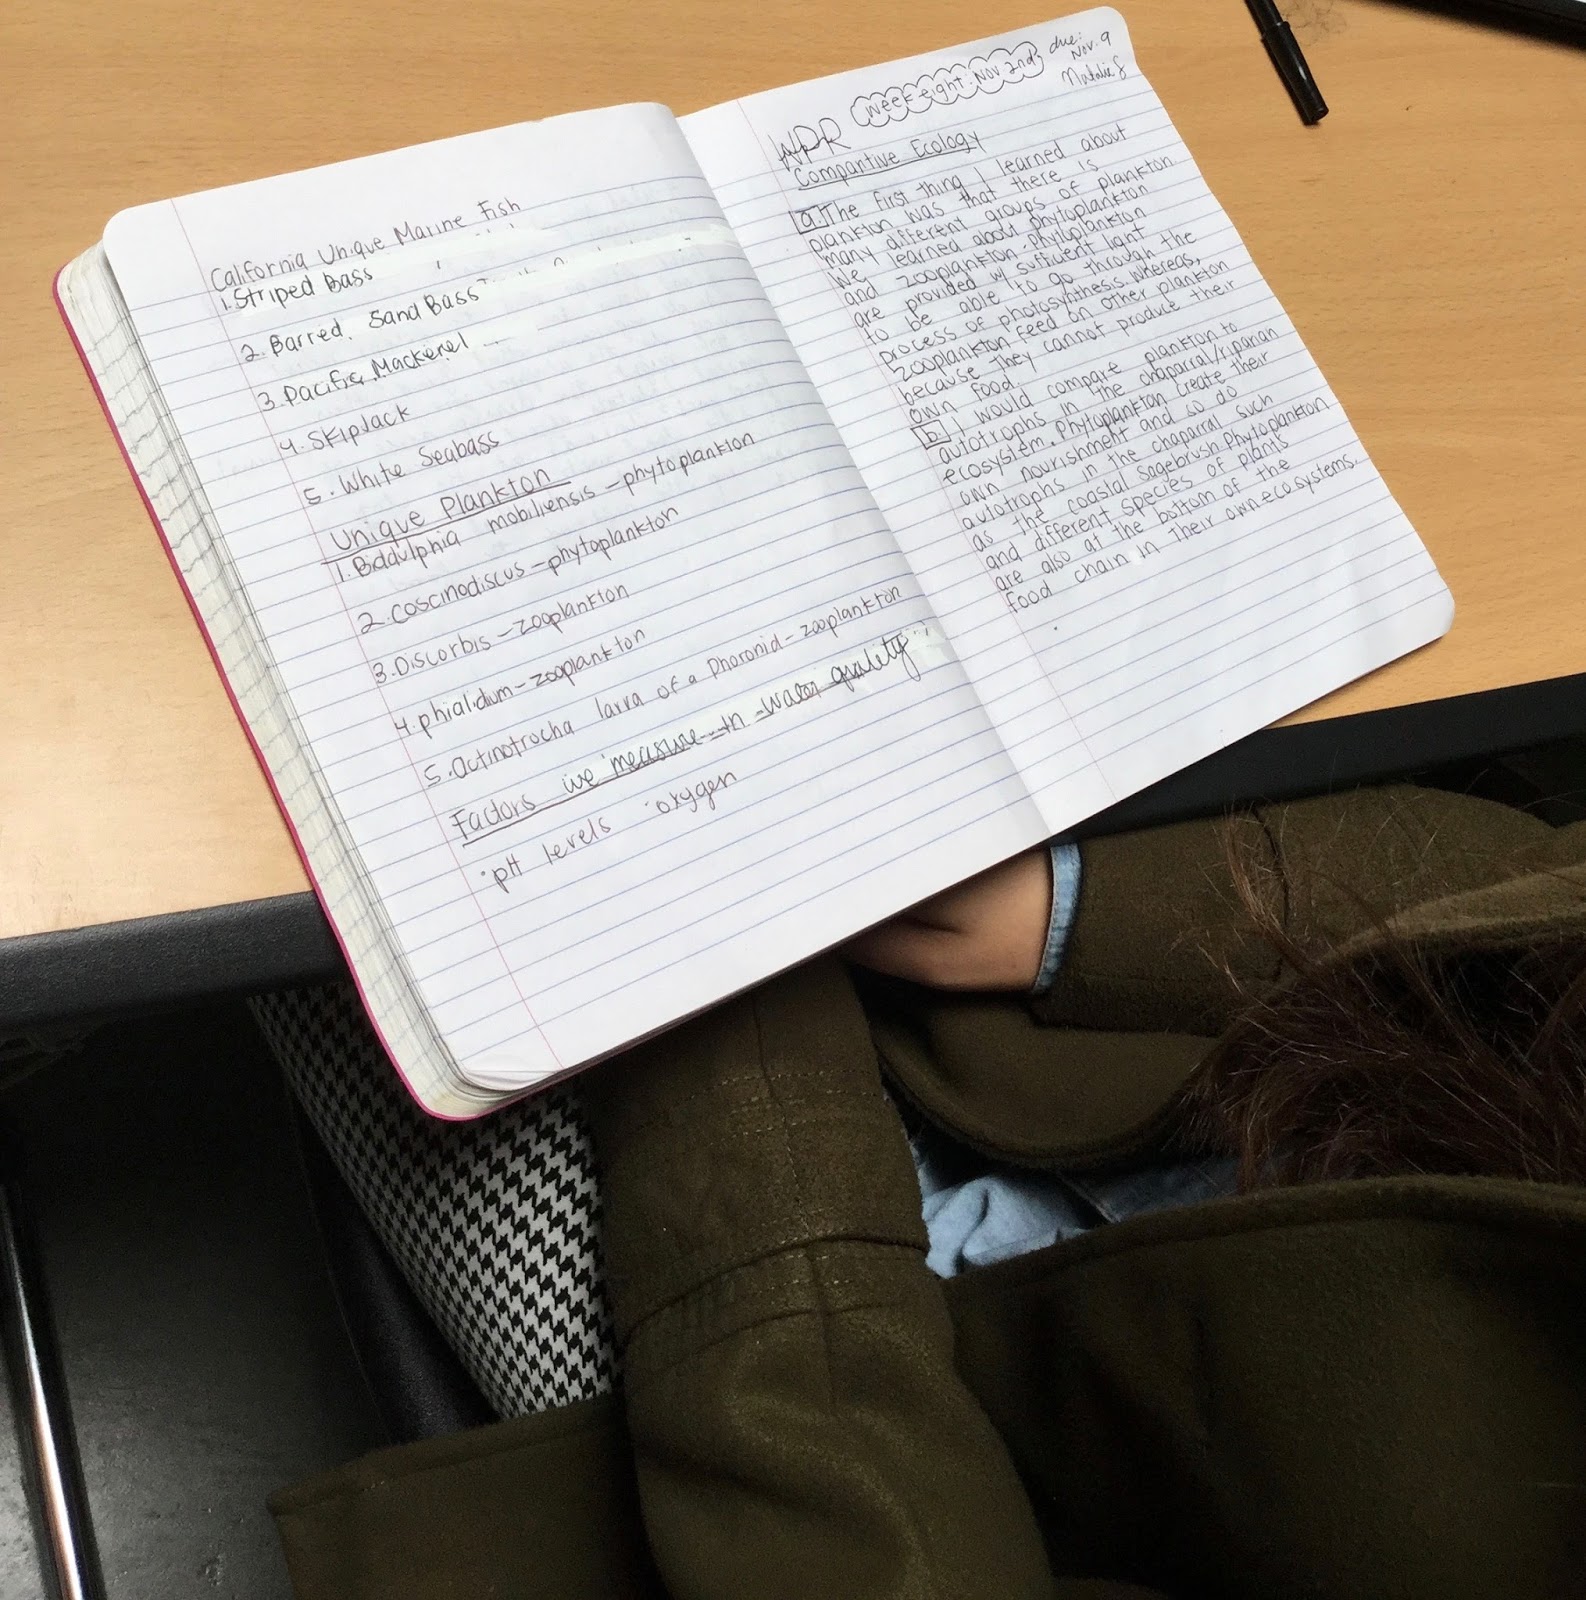 California Unique Marine Fish
1. Striped Bass
2. Barred Sand Bass
3. Pacific Mackerel
4. Skipjack
5. White Seabass
Unique Plankton
1. Biddulphia mobiliensis - phytoplankton
2. coscinodiscus - phytoplankton
3. Discorbis - zooplankton
4. phialidium - zooplankton
5. actinotrocha larva of a Phoronid - zooplankton
Factors we measure in water quality
• pH levels • oxygen
week eight: Nov 2nd
due:
Nov. 9
Natalie S
Comparitive Ecology
a. The first thing I learned about
plankton was that there is
many different groups of plankton.
We learned about phytoplankton
and zooplankton. Phytoplankton
are provided w/ sufficient light
to be able to go through the
process of photosynthesis. Whereas,
zooplankton feed on other plankton
because they cannot produce their
own food.
b. I would compare plankton to
autotrophs in the chaparral/riparian
ecosystem. Phytoplankton create their
own nourishment and so do
autotrophs in the chaparral such
as the coastal Sagebrush. Phytoplankton
and different species of plants
are also at the bottom of the
food chain in their own ecosystems.